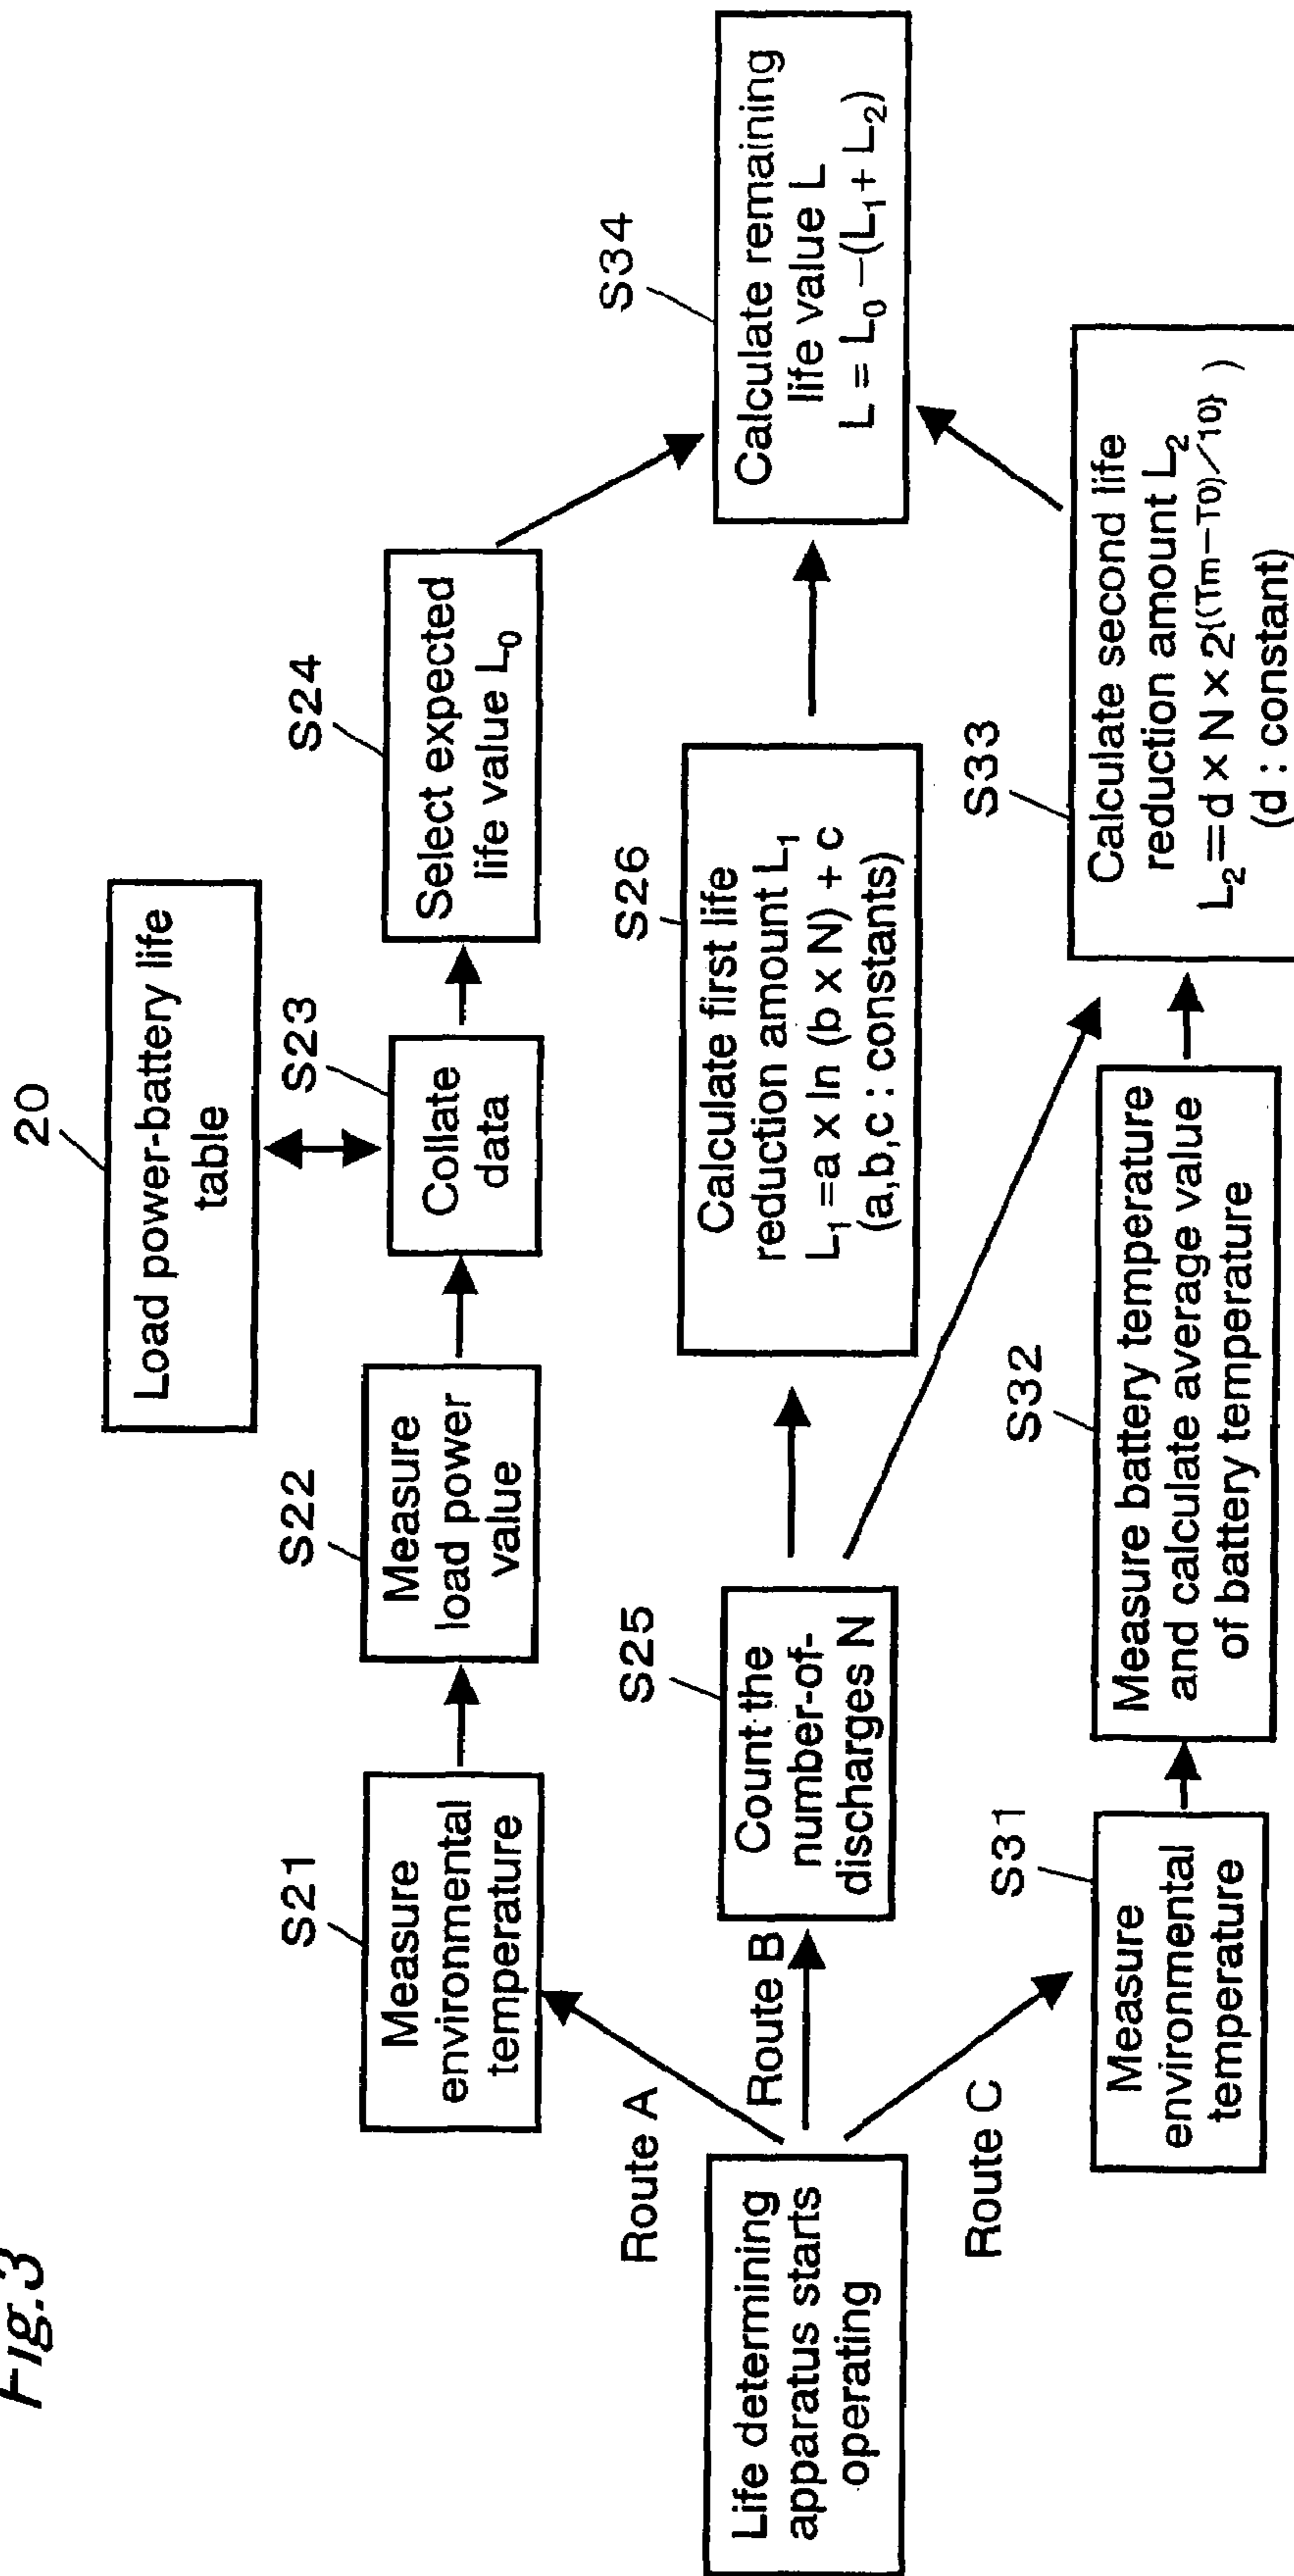 Fig.3
Life determining
apparatus starts
operating
Route A
Route B
Route C
S21
Measure
environmental
temperature
S22
Measure
load power
value
20
Load power-battery life
table
S23
Collate
data
S24
Select expected
life value L₀
S25
Count the
number-of-
discharges N
S26
Calculate first life
reduction amount L₁
L₁=a x ln (b x N) + c
(a,b,c : constants)
S31
Measure
environmental
temperature
S32
Measure battery temperature
and calculate average value
of battery temperature
S33
Calculate second life
reduction amount L₂
L₂=d×N×2^{((Tm-T0)/10} )
(d : constant)
S34
Calculate remaining
life value L
L = L₀-(L₁+ L₂)